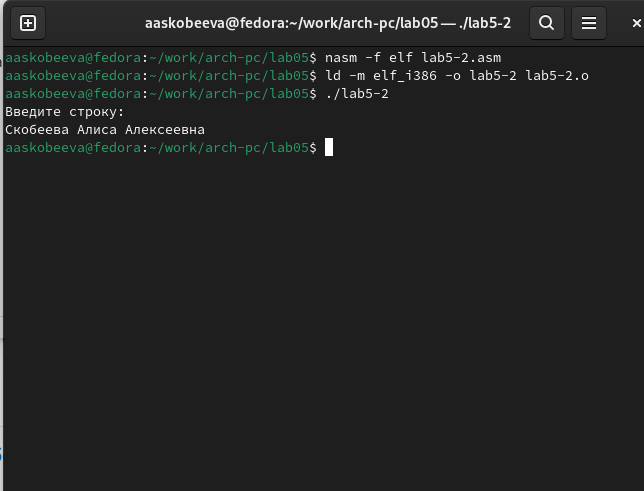 aaskobeeva@fedora:~/work/arch-pc/lab05 — ./lab5-2
aaskobeeva@fedora:~/work/arch-pc/lab05$ nasm -f elf lab5-2.asm
aaskobeeva@fedora:~/work/arch-pc/lab05$ ld -m elf_i386 -o lab5-2 lab5-2.o
aaskobeeva@fedora:~/work/arch-pc/lab05$ ./lab5-2
Введите строку:
Скобеева Алиса Алексеевна
aaskobeeva@fedora:~/work/arch-pc/lab05$